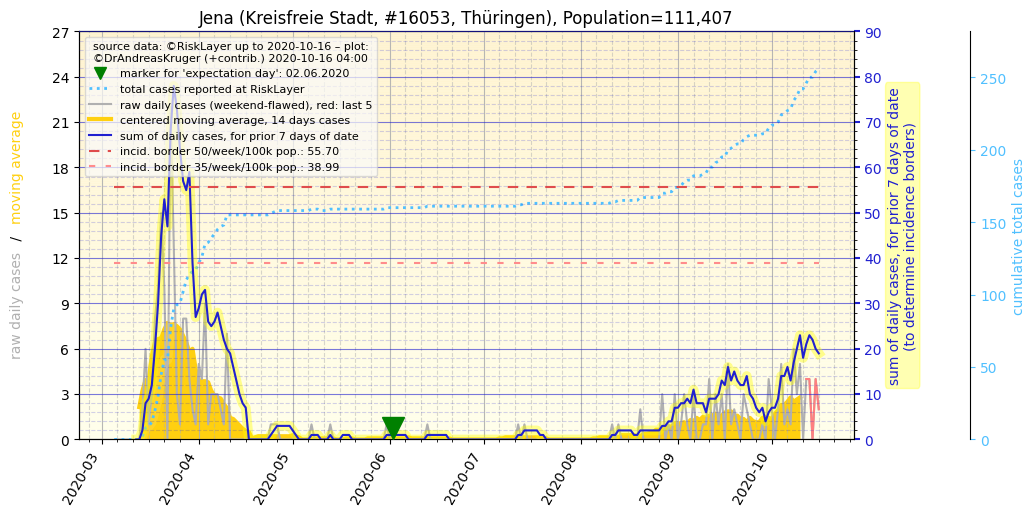 Jena (Kreisfreie Stadt, #16053, Thüringen), Population=111,407
source data: ©RiskLayer up to 2020-10-16 – plot:
©DrAndreasKruger (+contrib.) 2020-10-16 04:00
marker for 'expectation day': 02.06.2020
total cases reported at RiskLayer
raw daily cases (weekend-flawed), red: last 5
centered moving average, 14 days cases
sum of daily cases, for prior 7 days of date
incid. border 50/week/100k pop.: 55.70
incid. border 35/week/100k pop.: 38.99
raw daily cases / moving average
27
24
21
18
15
12
9
6
3
0
2020-03
2020-04
2020-05
2020-06
2020-07
2020-08
2020-09
2020-10
90
80
70
60
50
40
30
20
10
0
sum of daily cases, for prior 7 days of date
(to determine incidence borders)
250
200
150
100
50
0
cumulative total cases